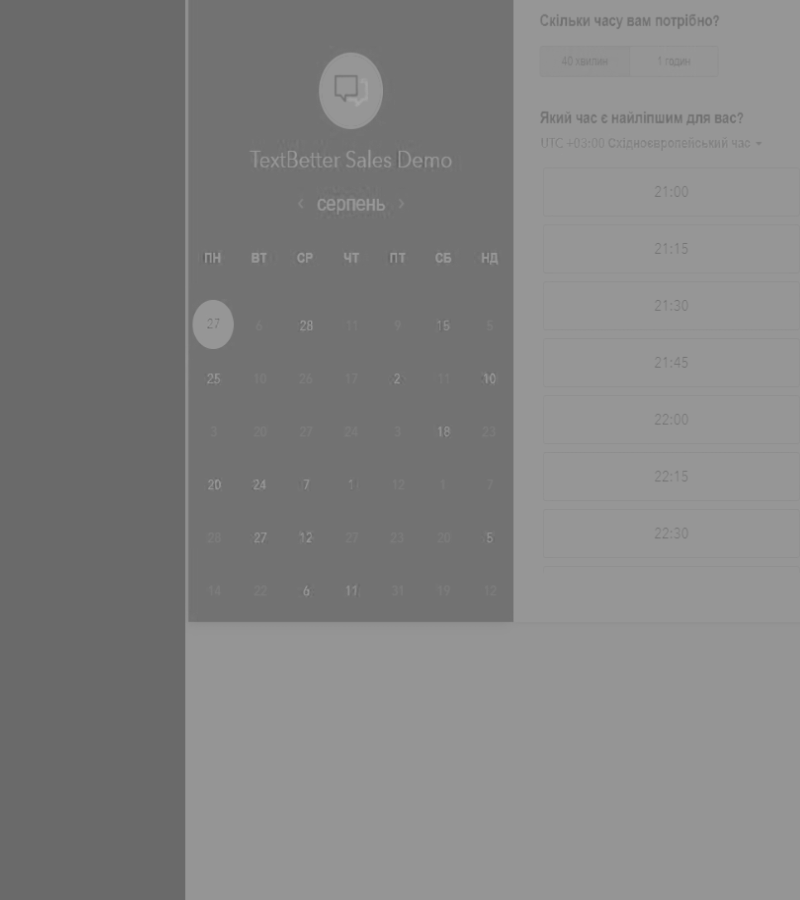 TextBetter Sales Demo
‹ серпень ›
ПН ВТ СР ЧТ ПТ СБ НД
27 6 28 11 9 15 5
25 10 26 17 2 11 10
3 20 27 24 3 18 23
20 24 7 1 12 1 7
28 27 12 27 23 30 5
14 22 6 11 31 19 12
Скільки часу вам потрібно?
40 хвилин 1 годин
Який час є найліпшим для вас?
UTC +03:00 Східноєвропейський час
21:00
21:15
21:30
21:45
22:00
22:15
22:30